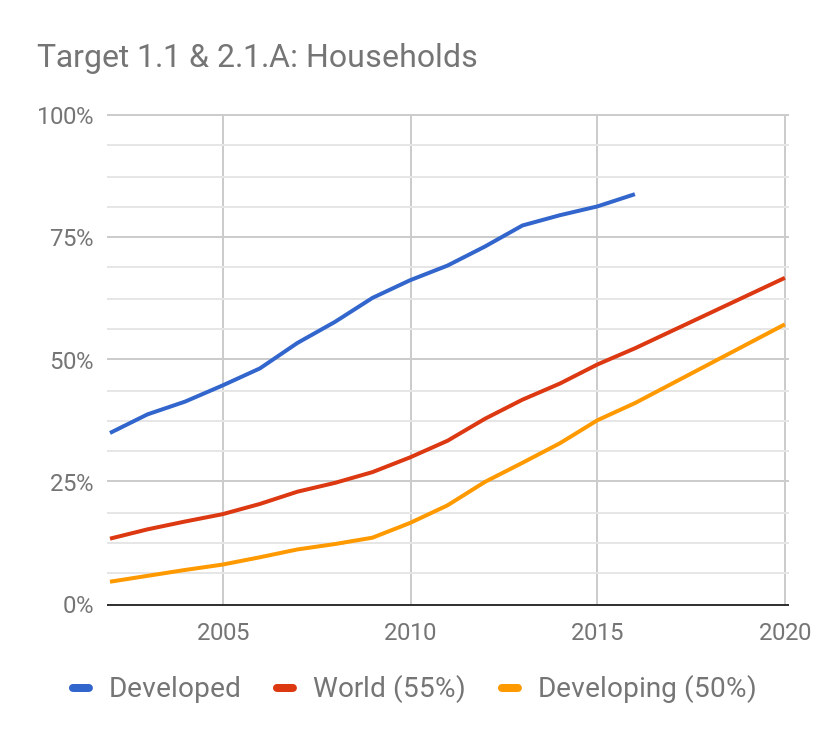 Target 1.1 & 2.1.A: Households
100%
75%
50%
25%
0%
2005 2010 2015 2020
Developed World (55%) Developing (50%)